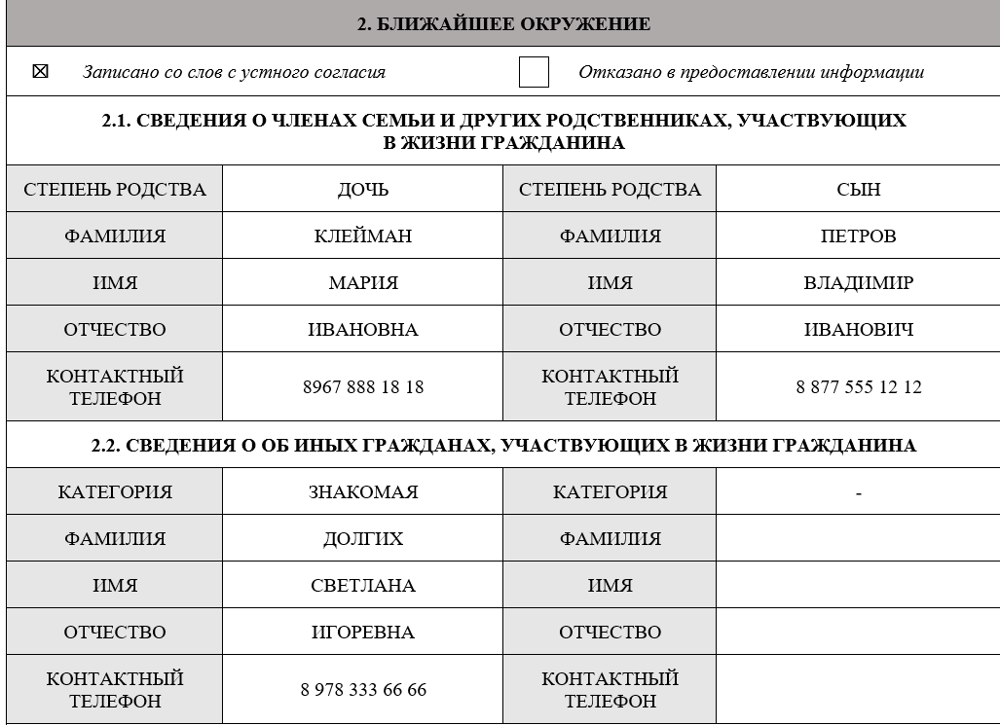 2. БЛИЖАЙШЕЕ ОКРУЖЕНИЕ
☒ Записано со слов с устного согласия ☐ Отказано в предоставлении информации
2.1. СВЕДЕНИЯ О ЧЛЕНАХ СЕМЬИ И ДРУГИХ РОДСТВЕННИКАХ, УЧАСТВУЮЩИХ
В ЖИЗНИ ГРАЖДАНИНА
СТЕПЕНЬ РОДСТВА ДОЧЬ СТЕПЕНЬ РОДСТВА СЫН
ФАМИЛИЯ КЛЕЙМАН ФАМИЛИЯ ПЕТРОВ
ИМЯ МАРИЯ ИМЯ ВЛАДИМИР
ОТЧЕСТВО ИВАНОВНА ОТЧЕСТВО ИВАНОВИЧ
КОНТАКТНЫЙ
ТЕЛЕФОН
8967 888 18 18
КОНТАКТНЫЙ
ТЕЛЕФОН
8 877 555 12 12
2.2. СВЕДЕНИЯ О ОБ ИНЫХ ГРАЖДАНАХ, УЧАСТВУЮЩИХ В ЖИЗНИ ГРАЖДАНИНА
КАТЕГОРИЯ ЗНАКОМАЯ КАТЕГОРИЯ -
ФАМИЛИЯ ДОЛГИХ ФАМИЛИЯ
ИМЯ СВЕТЛАНА ИМЯ
ОТЧЕСТВО ИГОРЕВНА ОТЧЕСТВО
КОНТАКТНЫЙ
ТЕЛЕФОН
8 978 333 66 66
КОНТАКТНЫЙ
ТЕЛЕФОН